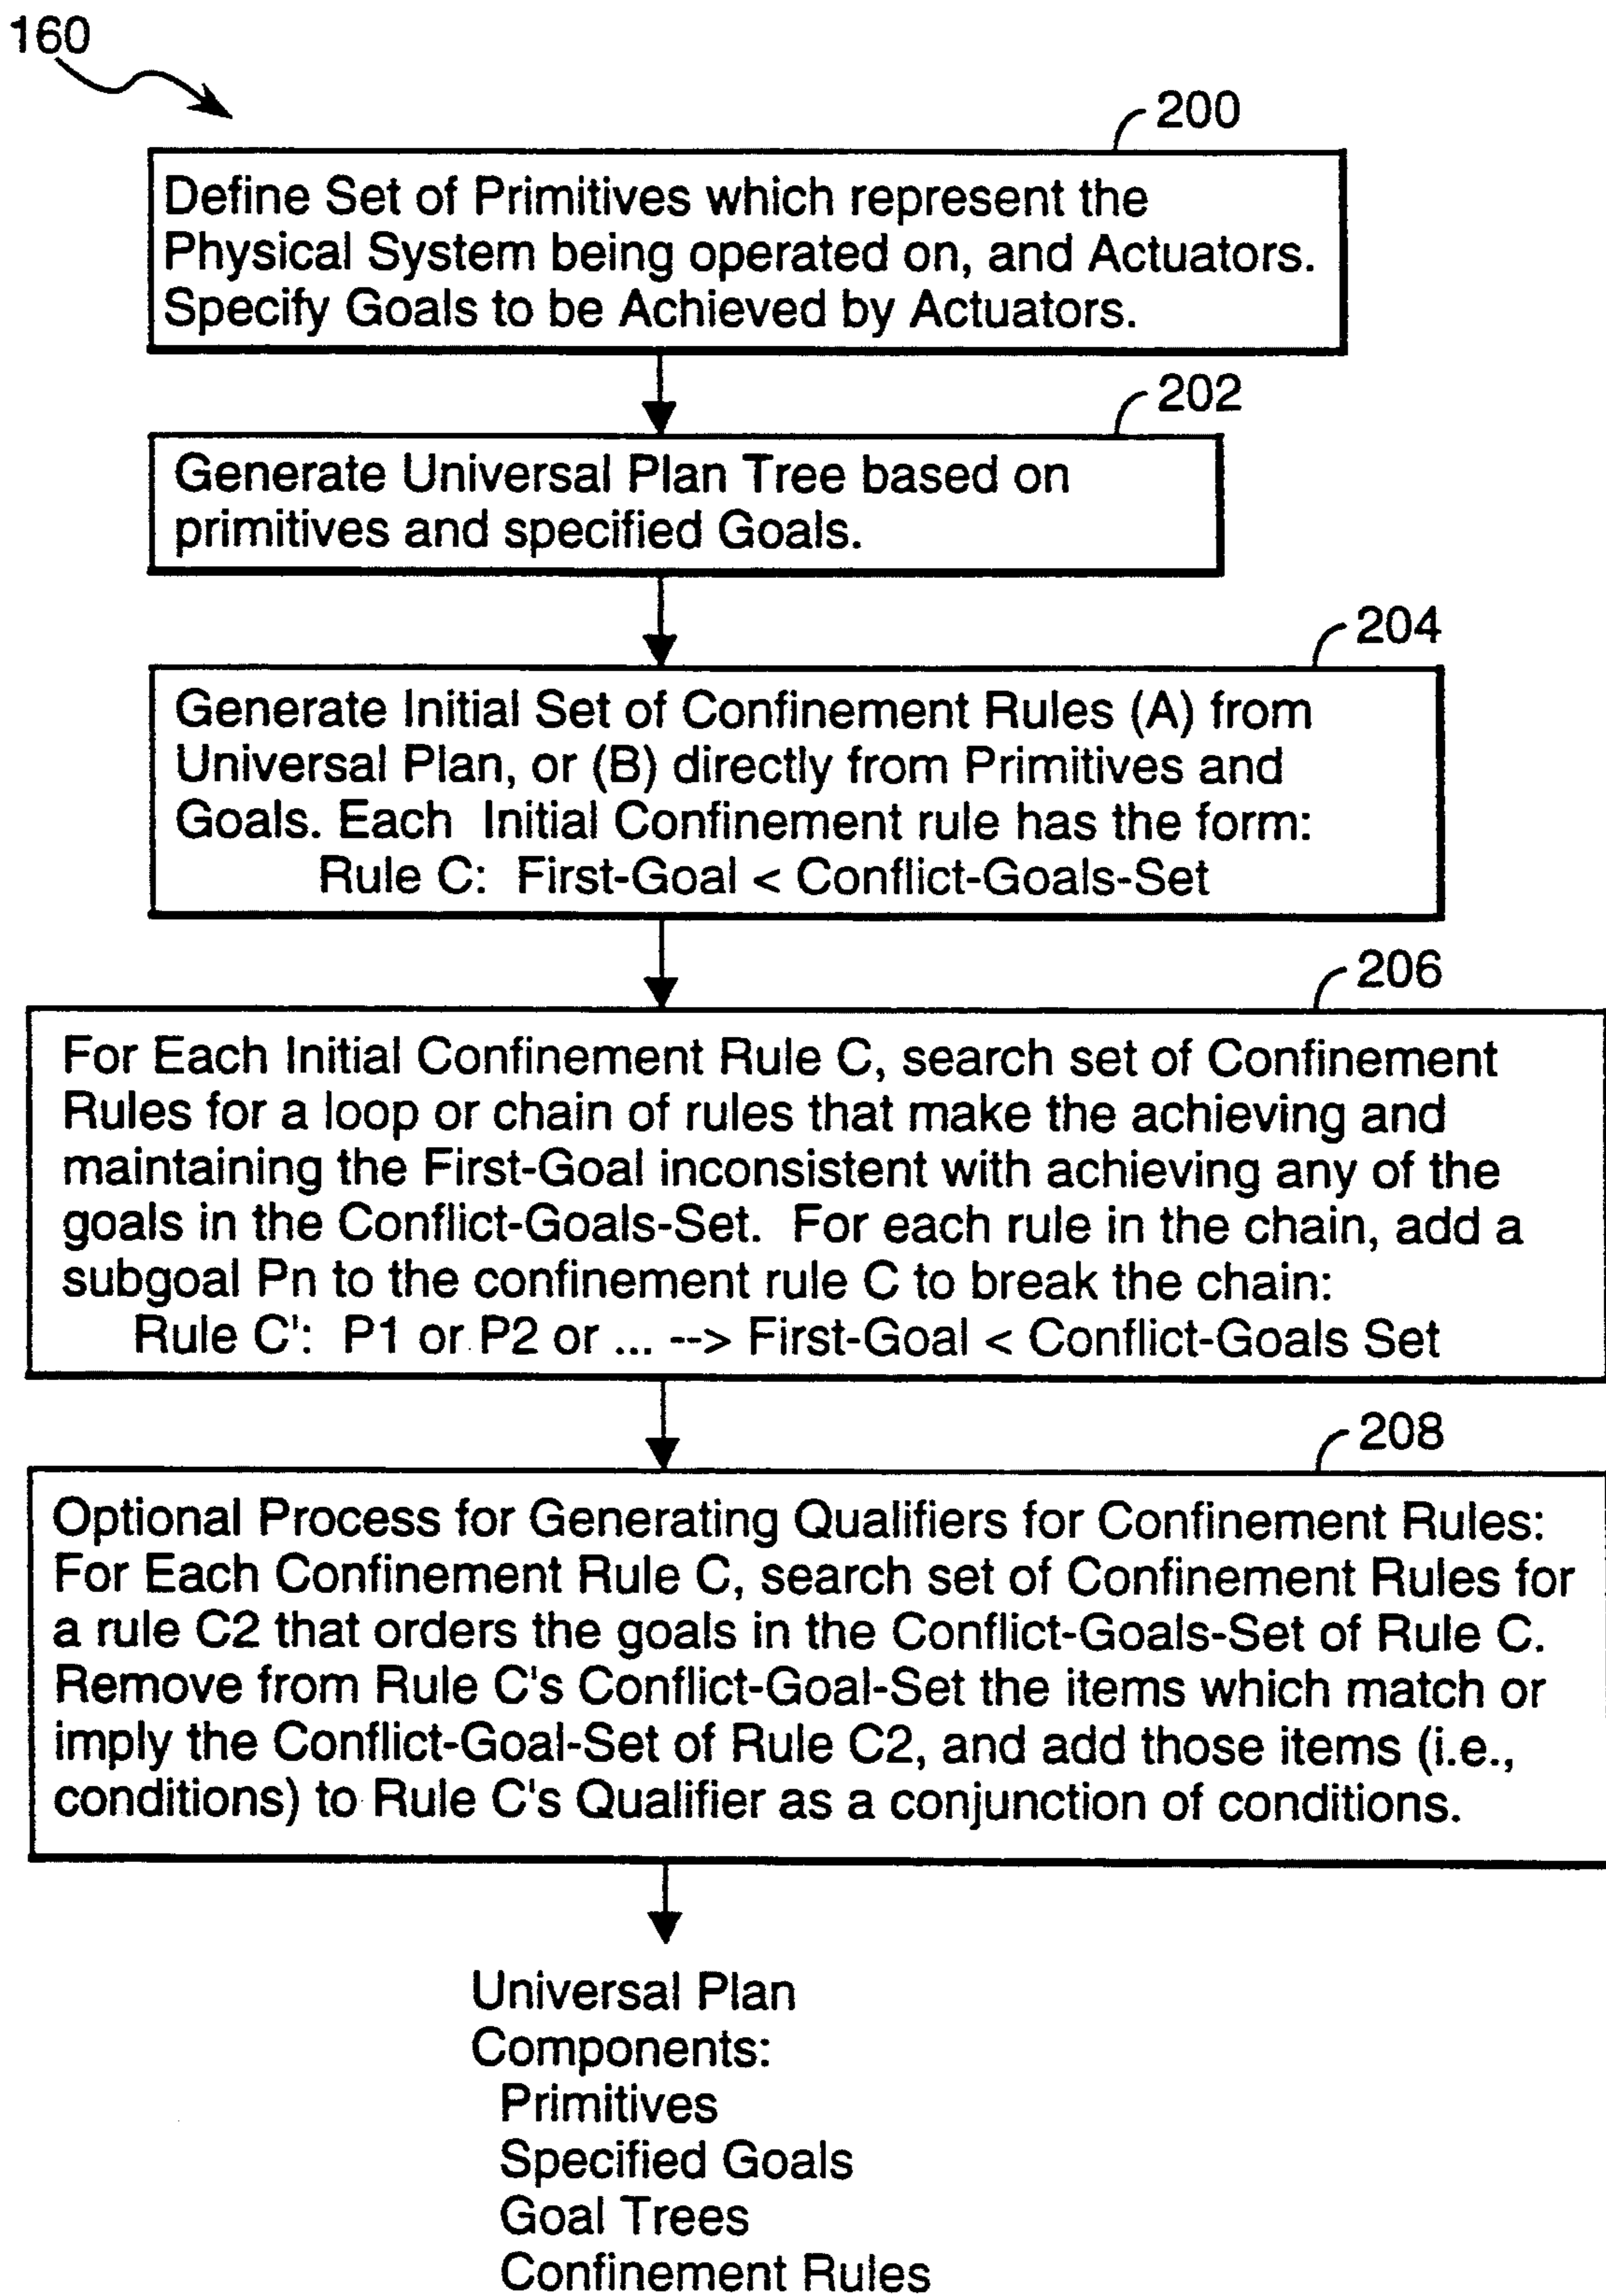 160
200
Define Set of Primitives which represent the
Physical System being operated on, and Actuators.
Specify Goals to be Achieved by Actuators.
202
Generate Universal Plan Tree based on
primitives and specified Goals.
204
Generate Initial Set of Confinement Rules (A) from
Universal Plan, or (B) directly from Primitives and
Goals. Each Initial Confinement rule has the form:
Rule C: First-Goal < Conflict-Goals-Set
206
For Each Initial Confinement Rule C, search set of Confinement
Rules for a loop or chain of rules that make the achieving and
maintaining the First-Goal inconsistent with achieving any of the
goals in the Conflict-Goals-Set. For each rule in the chain, add a
subgoal Pn to the confinement rule C to break the chain:
Rule C': P1 or P2 or ... --> First-Goal < Conflict-Goals Set
208
Optional Process for Generating Qualifiers for Confinement Rules:
For Each Confinement Rule C, search set of Confinement Rules for
a rule C2 that orders the goals in the Conflict-Goals-Set of Rule C.
Remove from Rule C's Conflict-Goal-Set the items which match or
imply the Conflict-Goal-Set of Rule C2, and add those items (i.e.,
conditions) to Rule C's Qualifier as a conjunction of conditions.
Universal Plan
Components:
Primitives
Specified Goals
Goal Trees
Confinement Rules